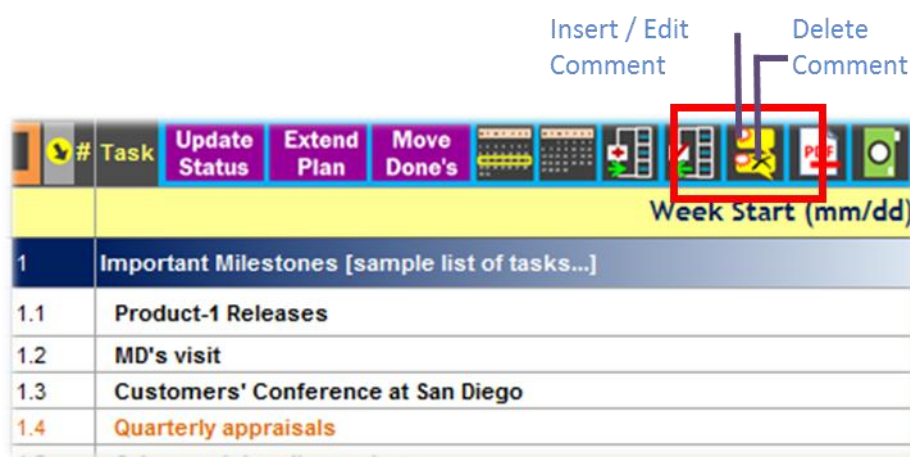 Insert / Edit
Comment
Delete
Comment
# Task
Update
Status
Extend
Plan
Move
Done's
PDF
Week Start (mm/dd)
1 Important Milestones [sample list of tasks...]
1.1 Product-1 Releases
1.2 MD's visit
1.3 Customers' Conference at San Diego
1.4 Quarterly appraisals